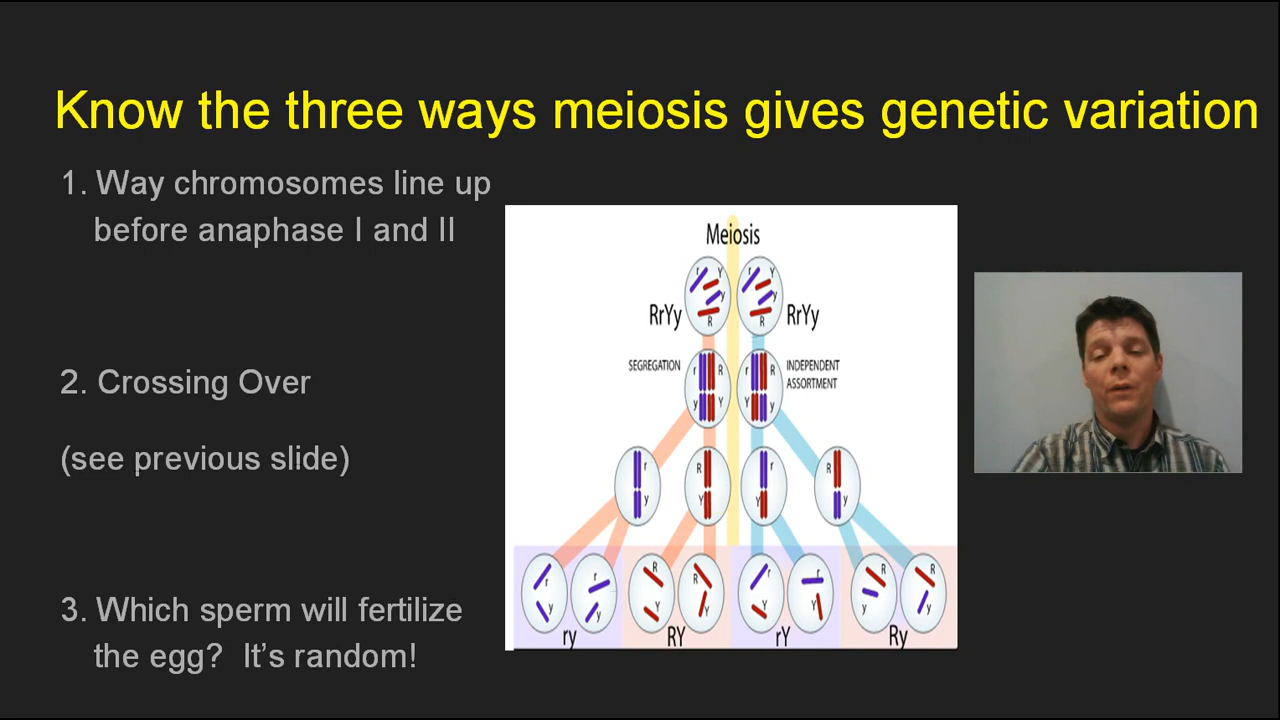 Know the three ways meiosis gives genetic variation
1. Way chromosomes line up
before anaphase I and II
2. Crossing Over
(see previous slide)
3. Which sperm will fertilize
the egg? It's random!
Meiosis
r Y y R
r Y y R
RrYy RrYy
SEGREGATION
INDEPENDENT
ASSORTMENT
r R r R
y Y Y y
r R r R
y Y Y y
r r R R r r R R
y y Y Y Y Y y y
ry RY rY Ry